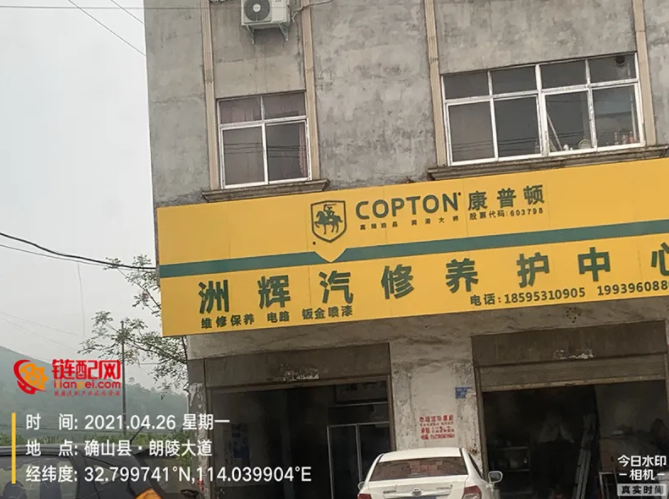 COPTON 康普顿
股票代码: 603798
洲辉汽修养护中心
维修保养 电路 钣金喷漆
电话: 18595310905
链配网
时 间: 2021.04.26 星期一
地 点: 确山县·朗陵大道
经纬度: 32.799741°N,114.039904°E
今日水印
-相机-
真实时间